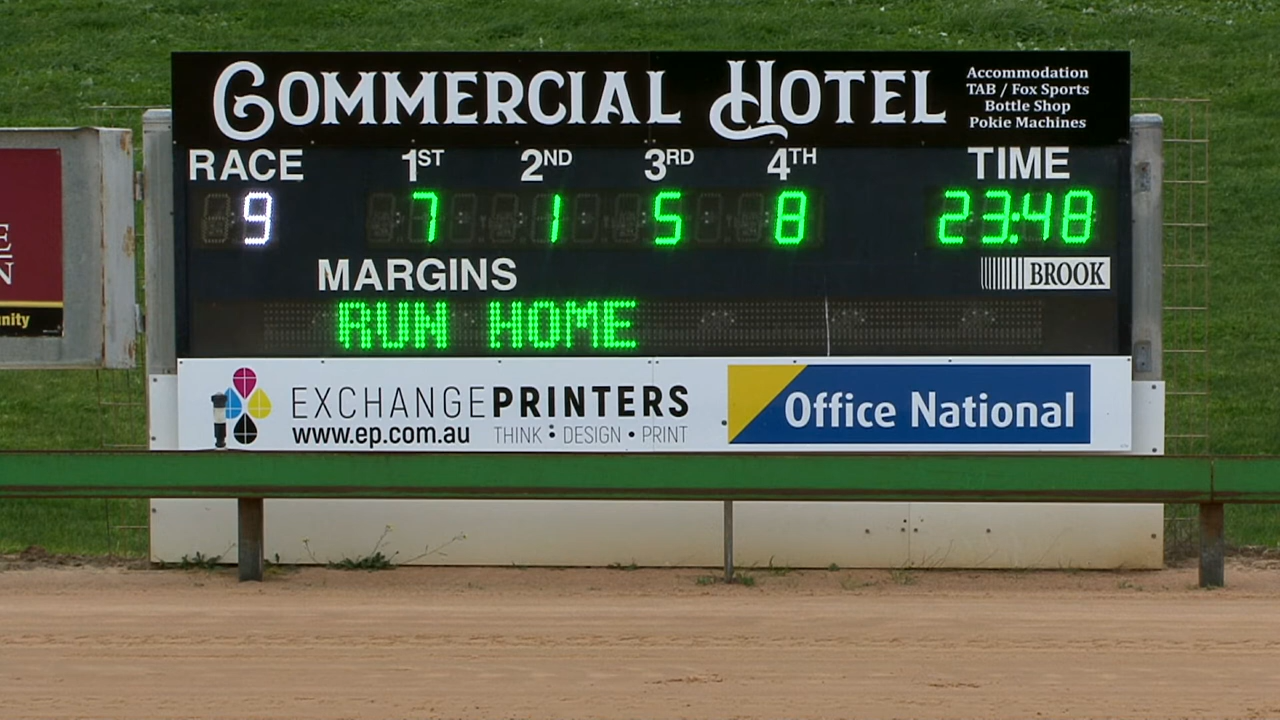 COMMERCIAL HOTEL
Accommodation
TAB / Fox Sports
Bottle Shop
Pokie Machines
RACE 1ST 2ND 3RD 4TH TIME
9 7 1 5 8 23:48
MARGINS
BROOK
RUN HOME
E
N
nity
EXCHANGEPRINTERS
www.ep.com.au THINK : DESIGN • PRINT
Office National